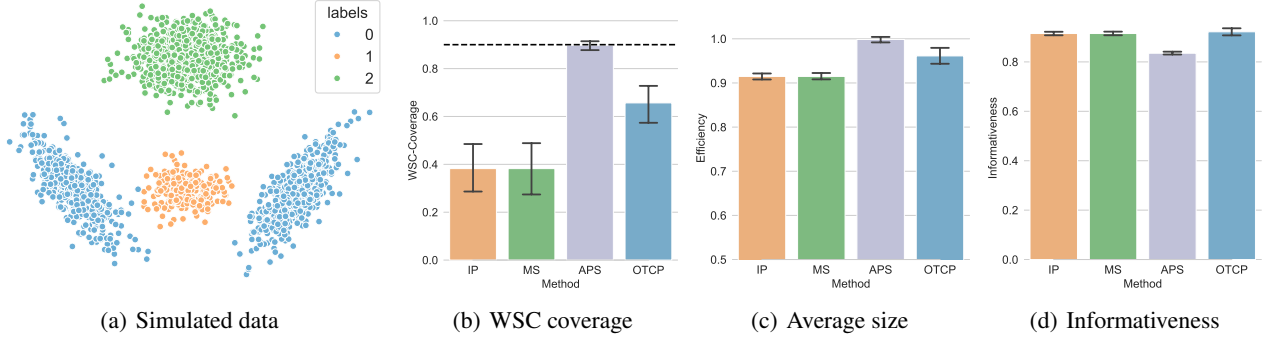 labels
0
1
2
1.0
0.8
0.6
0.4
0.2
0.0
WSC-Coverage
IP MS APS OTCP
Method
1.0
0.9
0.8
0.7
0.6
0.5
Efficiency
IP MS APS OTCP
Method
0.8
0.6
0.4
0.2
0.0
Informativeness
IP MS APS OTCP
Method
(a) Simulated data
(b) WSC coverage
(c) Average size
(d) Informativeness